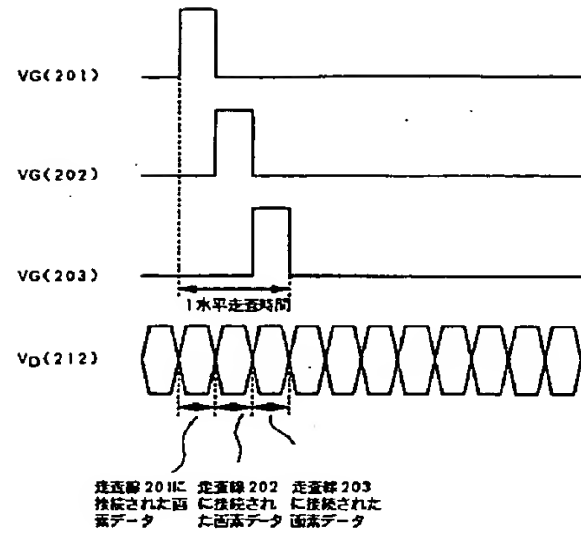 VG(201)
VG(202)
VG(203)
1水平走査時間
VD(212)
走査線201に
接続された画
素データ
走査線202
に接続され
た画素データ
走査線203
に接続された
画素データ